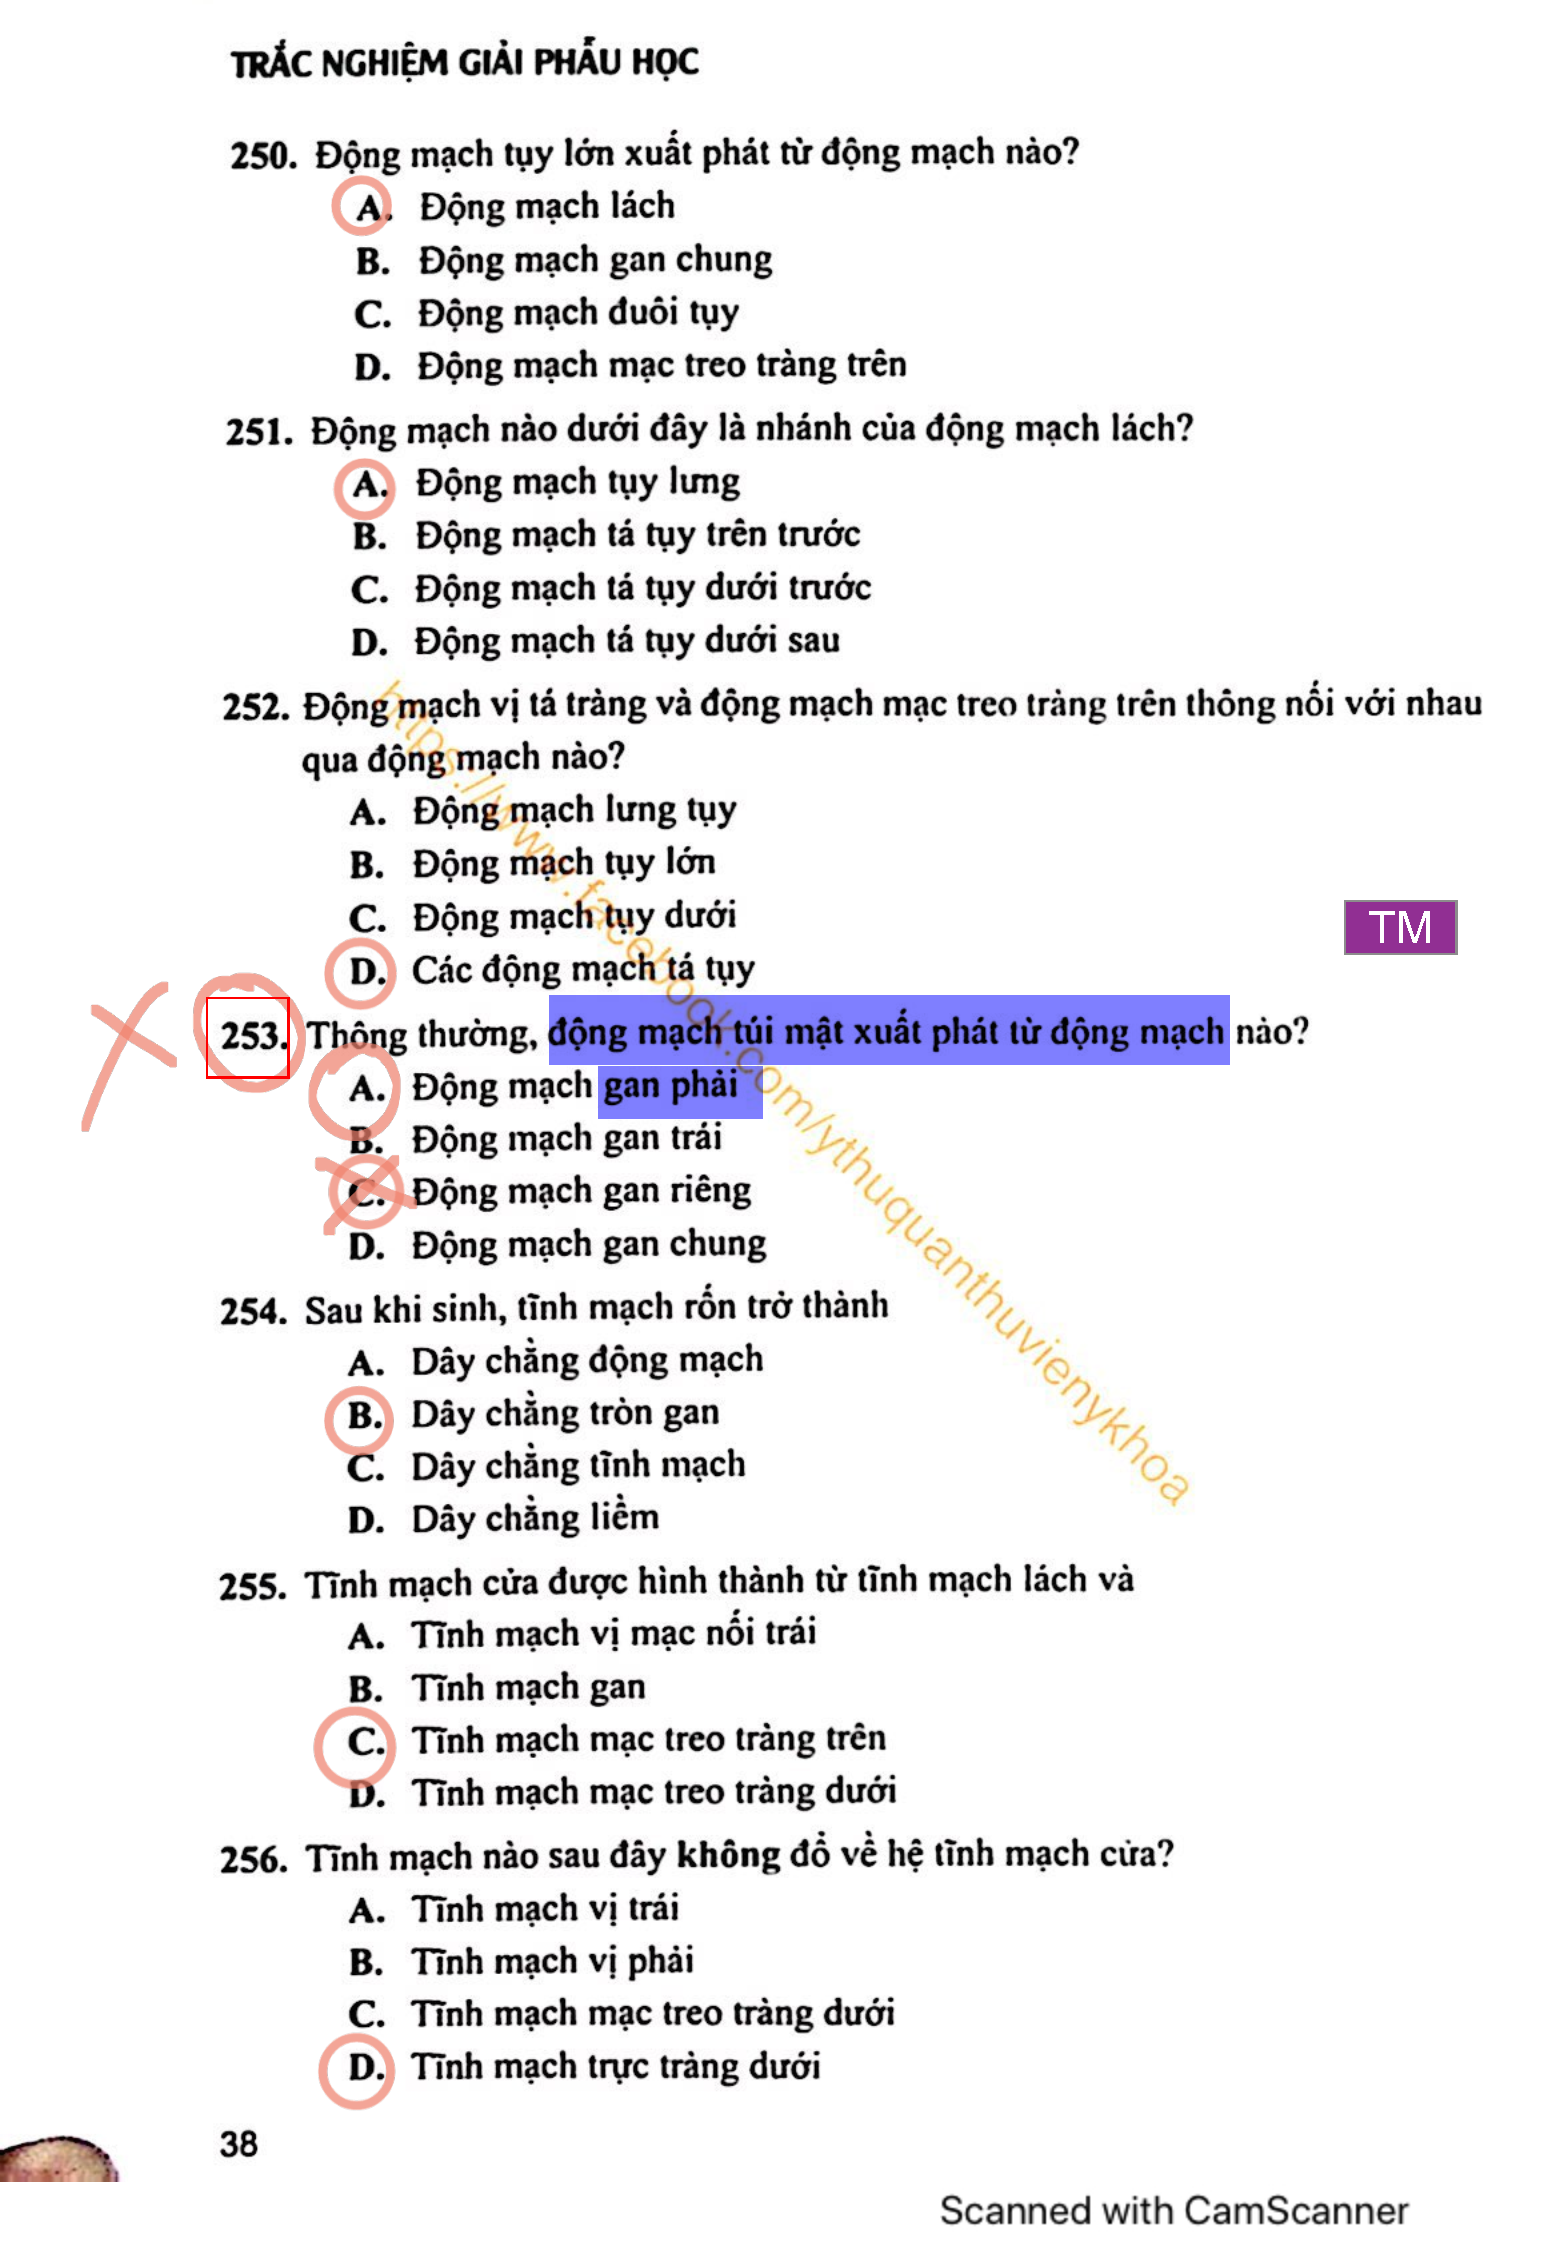 TRẮC NGHIỆM GIẢI PHẪU HỌC
250. Động mạch tụy lớn xuất phát từ động mạch nào?
A. Động mạch lách
B. Động mạch gan chung
C. Động mạch đuôi tụy
D. Động mạch mạc treo tràng trên
251. Động mạch nào dưới đây là nhánh của động mạch lách?
A. Động mạch tụy lưng
B. Động mạch tá tụy trên trước
C. Động mạch tá tụy dưới trước
D. Động mạch tá tụy dưới sau
252. Động mạch vị tá tràng và động mạch mạc treo tràng trên thông nối với nhau
qua động mạch nào?
A. Động mạch lưng tụy
B. Động mạch tụy lớn
C. Động mạch tụy dưới
TM
D. Các động mạch tá tụy
253. Thông thường, động mạch túi mật xuất phát từ động mạch nào?
A. Động mạch gan phải
B. Động mạch gan trái
C. Động mạch gan riêng
D. Động mạch gan chung
https://www.facebook.com/ythuquanthuvienykhoa
254. Sau khi sinh, tĩnh mạch rốn trở thành
A. Dây chằng động mạch
B. Dây chằng tròn gan
C. Dây chằng tĩnh mạch
D. Dây chằng liềm
255. Tĩnh mạch cửa được hình thành từ tĩnh mạch lách và
A. Tĩnh mạch vị mạc nối trái
B. Tĩnh mạch gan
C. Tĩnh mạch mạc treo tràng trên
D. Tĩnh mạch mạc treo tràng dưới
256. Tĩnh mạch nào sau đây không đổ về hệ tĩnh mạch cửa?
A. Tĩnh mạch vị trái
B. Tĩnh mạch vị phải
C. Tĩnh mạch mạc treo tràng dưới
D. Tĩnh mạch trực tràng dưới
38
Scanned with CamScanner